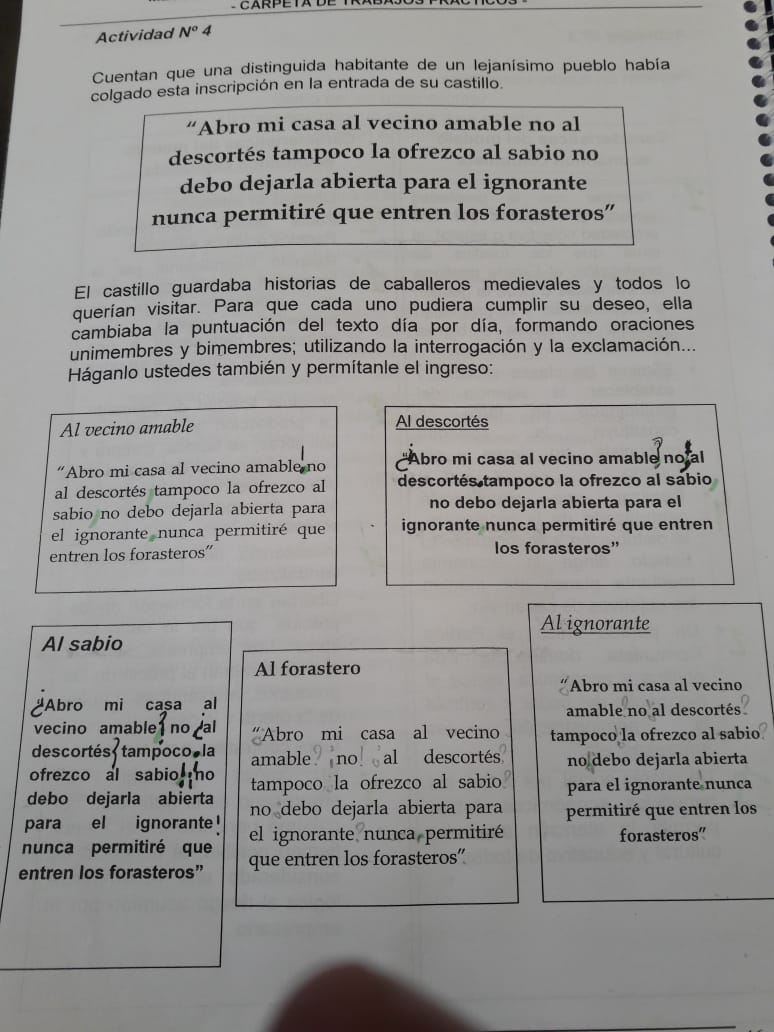 - CARPETA DE TRABAJOS PRACTICOS -
Actividad Nº 4
Cuentan que una distinguida habitante de un lejanísimo pueblo había
colgado esta inscripción en la entrada de su castillo.
“Abro mi casa al vecino amable no al
descortés tampoco la ofrezco al sabio no
debo dejarla abierta para el ignorante
nunca permitiré que entren los forasteros”
El castillo guardaba historias de caballeros medievales y todos lo
querían visitar. Para que cada uno pudiera cumplir su deseo, ella
cambiaba la puntuación del texto día por día, formando oraciones
unimembres y bimembres; utilizando la interrogación y la exclamación...
Háganlo ustedes también y permítanle el ingreso:
Al vecino amable
“Abro mi casa al vecino amable no
al descortés tampoco la ofrezco al
sabio no debo dejarla abierta para
el ignorante nunca permitiré que
entren los forasteros”
Al descortés
¿Abro mi casa al vecino amable? no, al
descortés tampoco la ofrezco al sabio
no debo dejarla abierta para el
ignorante nunca permitiré que entren
los forasteros”
Al sabio
¿Abro mi casa al
vecino amable? no ¿al
descortés? tampoco. la
ofrezco al sabio! ¡no
debo dejarla abierta
para el ignorante!
nunca permitiré que
entren los forasteros”
Al forastero
“Abro mi casa al vecino
amable? ¡no! ¿al descortés?
tampoco la ofrezco al sabio?
no debo dejarla abierta para
el ignorante? nunca, permitiré
que entren los forasteros”.
Al ignorante
“Abro mi casa al vecino
amable no al descortés?
tampoco la ofrezco al sabio?
no debo dejarla abierta
para el ignorante nunca
permitiré que entren los
forasteros”